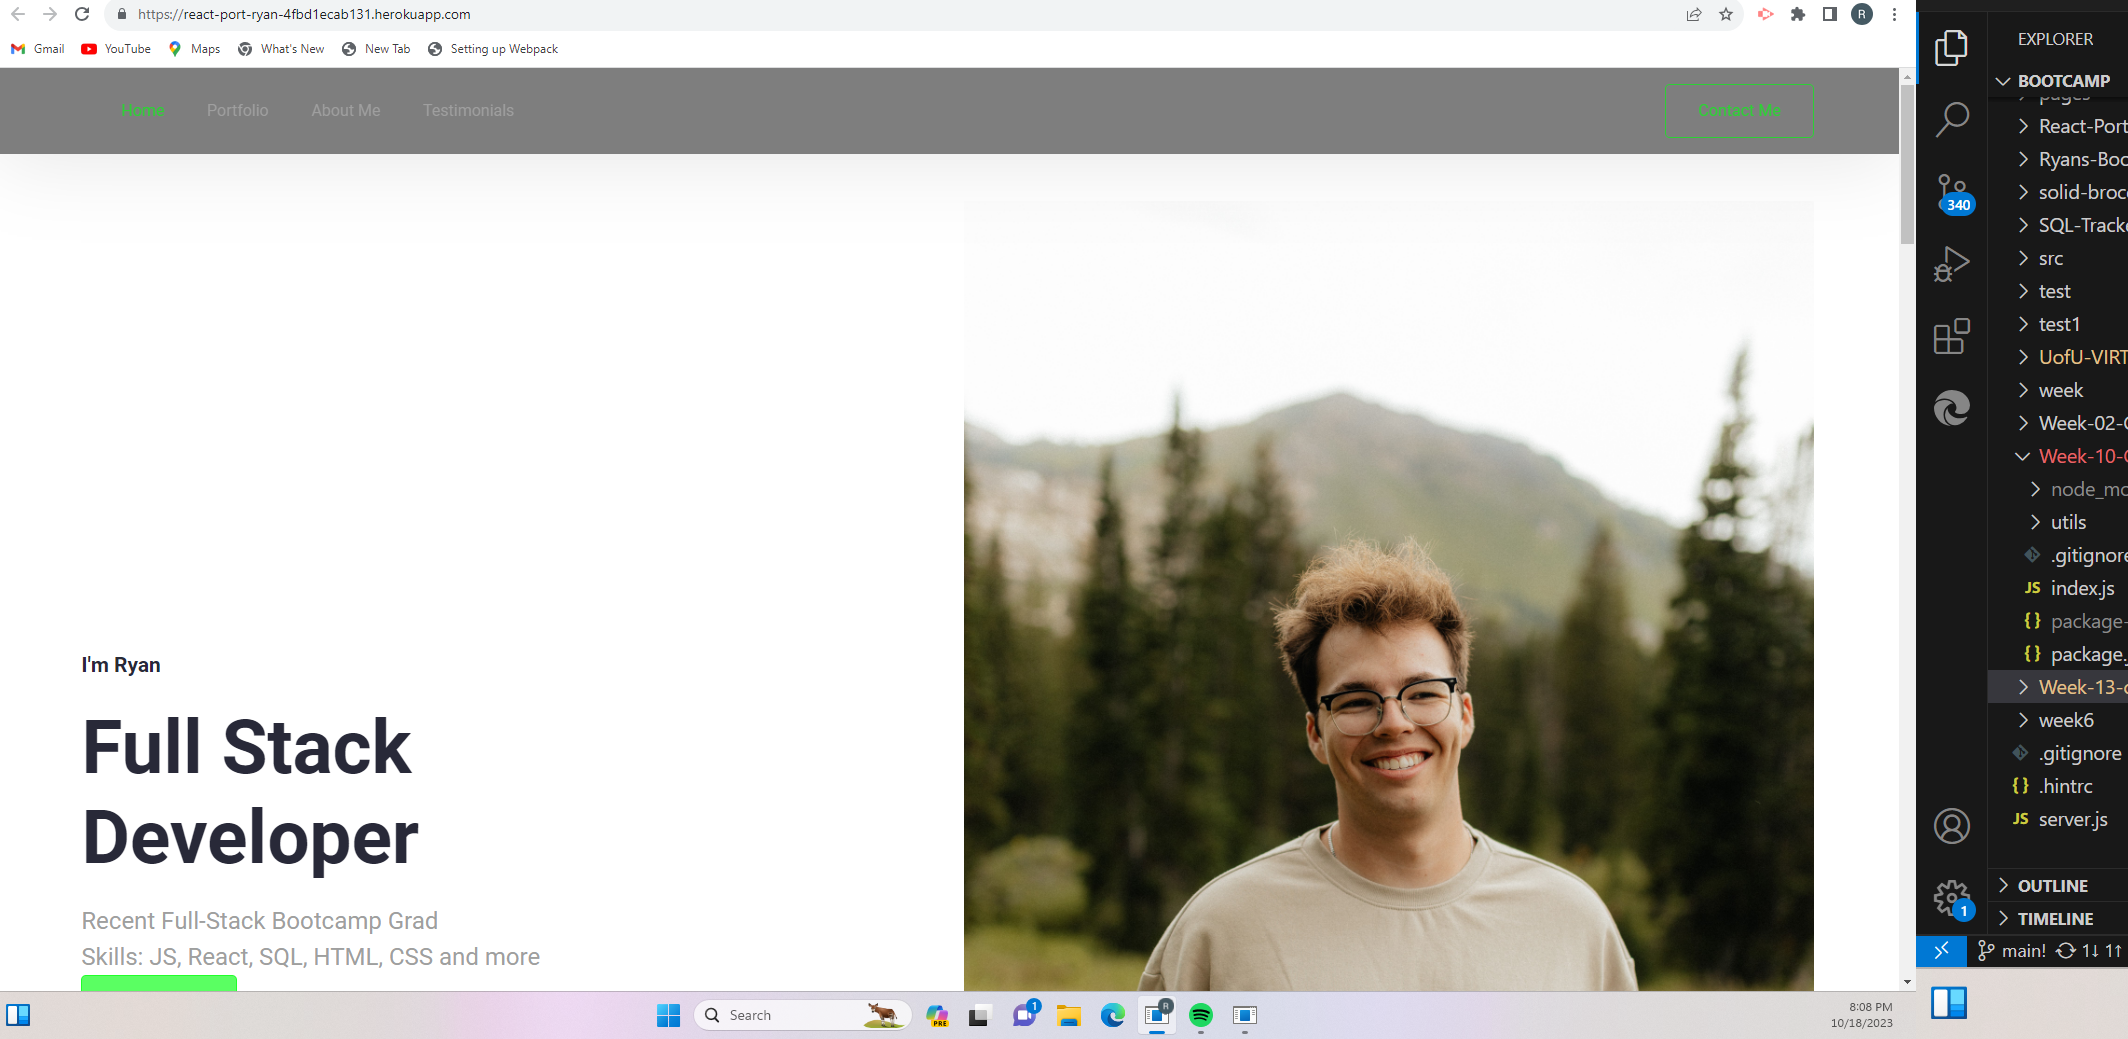 https://react-port-ryan-4fbd1ecab131.herokuapp.com
R
Gmail
YouTube
Maps
What's New
New Tab
Setting up Webpack
Home
Portfolio
About Me
Testimonials
Contact Me
I'm Ryan
Full Stack
Developer
Recent Full-Stack Bootcamp Grad
Skills: JS, React, SQL, HTML, CSS and more
EXPLORER
BOOTCAMP
pages
React-Port
Ryans-Boo
solid-broc
SQL-Track
src
test
test1
UofU-VIRT
week
Week-02-
Week-10-
node_mo
utils
.gitignore
JS index.js
{} package-
{} package.
Week-13-
week6
.gitignore
{} .hintrc
JS server.js
OUTLINE
TIMELINE
340
1
main! 1↓ 1↑
Search
PRE
1
R
8:08 PM
10/18/2023